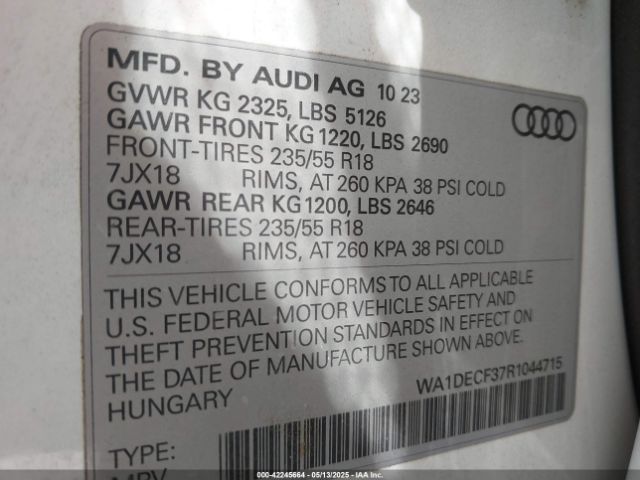 MFD. BY AUDI AG 10 23
GVWR KG 2325, LBS 5126
GAWR FRONT KG 1220, LBS 2690
FRONT-TIRES 235/55 R18
7JX18 RIMS, AT 260 KPA 38 PSI COLD
GAWR REAR KG 1200, LBS 2646
REAR-TIRES 235/55 R18
7JX18 RIMS, AT 260 KPA 38 PSI COLD
THIS VEHICLE CONFORMS TO ALL APPLICABLE
U.S. FEDERAL MOTOR VEHICLE SAFETY AND
THEFT PREVENTION STANDARDS IN EFFECT ON
THE DATE OF MANUFACTURE SHOWN ABOVE.
HUNGARY
WA1DECF37R1044715
TYPE:
MPV
000-42245664 - 05/13/2025 - IAAI.COM